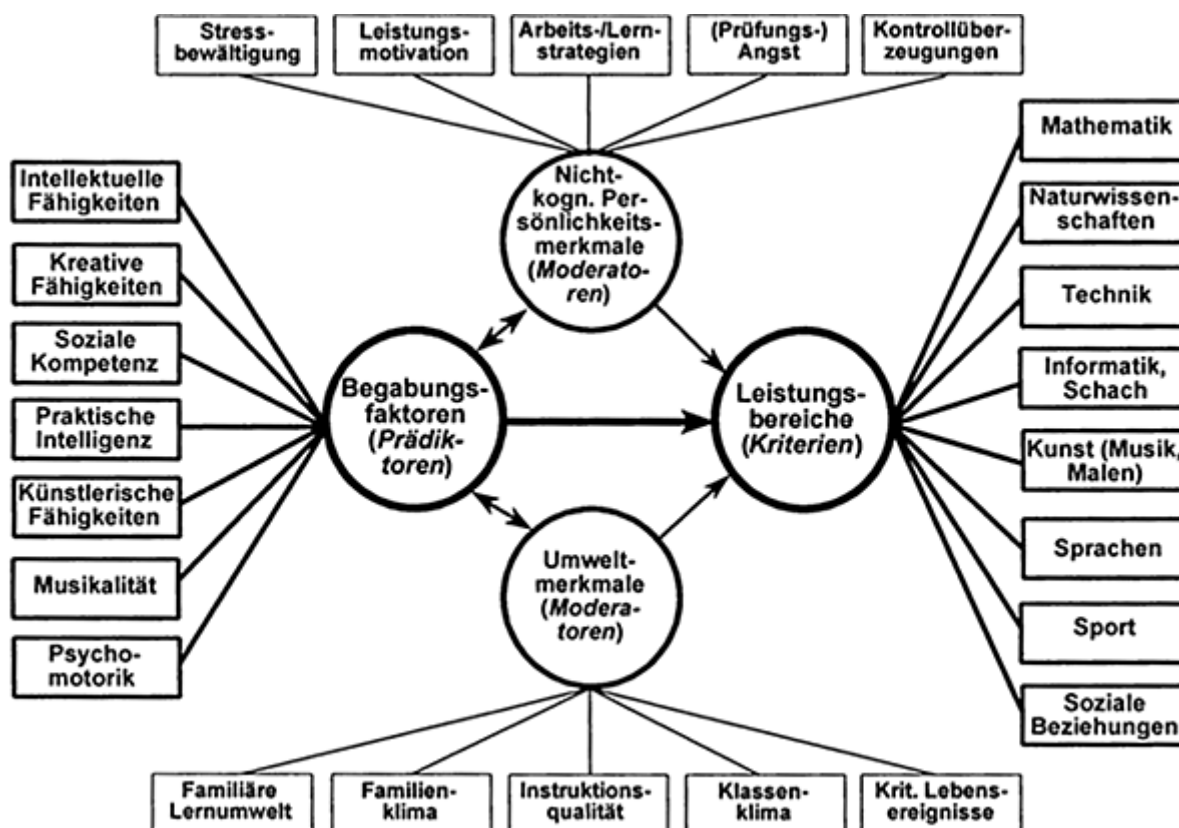 Stress-
bewältigung
Leistungs-
motivation
Arbeits-/Lern-
strategien
(Prüfungs-)
Angst
Kontrollüber-
zeugungen
Nicht-
kogn. Per-
sönlichkeits-
merkmale
(Moderato-
ren)
Intellektuelle
Fähigkeiten
Kreative
Fähigkeiten
Soziale
Kompetenz
Praktische
Intelligenz
Künstlerische
Fähigkeiten
Musikalität
Psycho-
motorik
Begabungs-
faktoren
(Prädik-
toren)
Leistungs-
bereiche
(Kriterien)
Mathematik
Naturwissen-
schaften
Technik
Informatik,
Schach
Kunst (Musik,
Malen)
Sprachen
Sport
Soziale
Beziehungen
Umwelt-
merkmale
(Modera-
toren)
Familiäre
Lernumwelt
Familien-
klima
Instruktions-
qualität
Klassen-
klima
Krit. Lebens-
ereignisse